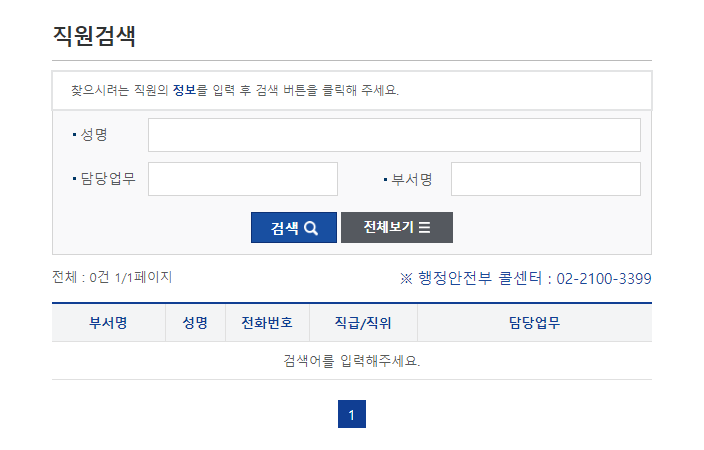 직원검색
찾으시려는 직원의 정보를 입력 후 검색 버튼을 클릭해 주세요.
성명
담당업무 부서명
검색 전체보기
전체 : 0건 1/1페이지 ※ 행정안전부 콜센터 : 02-2100-3399
부서명 성명 전화번호 직급/직위 담당업무
검색어를 입력해주세요.
1